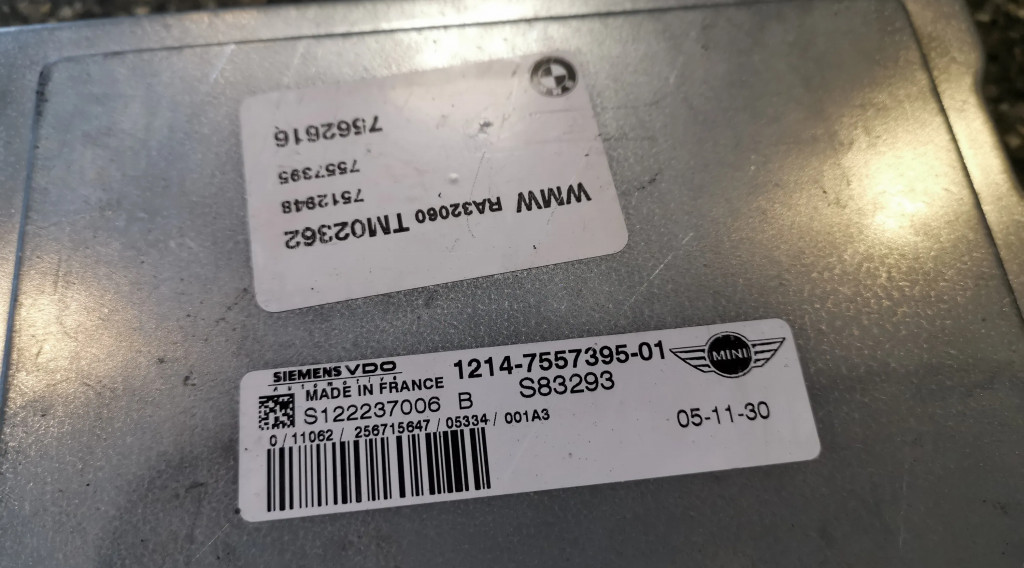 WMW RA32060 TM02362
7512948
7557395
7562616
SIEMENS VDO
AUTOMOTIVE
MADE IN FRANCE
1214-7557395-01
MINI
S122237006 B
S83293
0/11062/256715647/05334/001A3
05-11-30